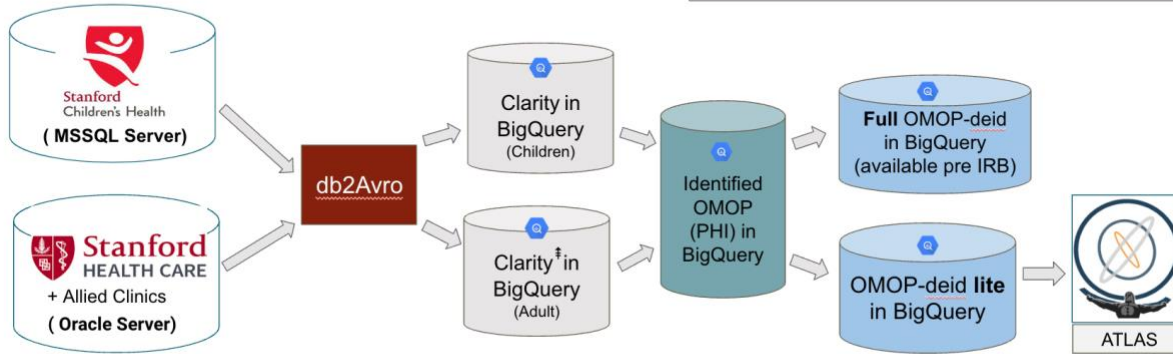 Stanford
Children's Health
( MSSQL Server)
Stanford
HEALTH CARE
+ Allied Clinics
( Oracle Server)
db2Avro
Clarity in
BigQuery
(Children)
Clarity‡ in
BigQuery
(Adult)
Identified
OMOP
(PHI) in
BigQuery
Full OMOP-deid
in BigQuery
(available pre IRB)
OMOP-deid lite
in BigQuery
ATLAS